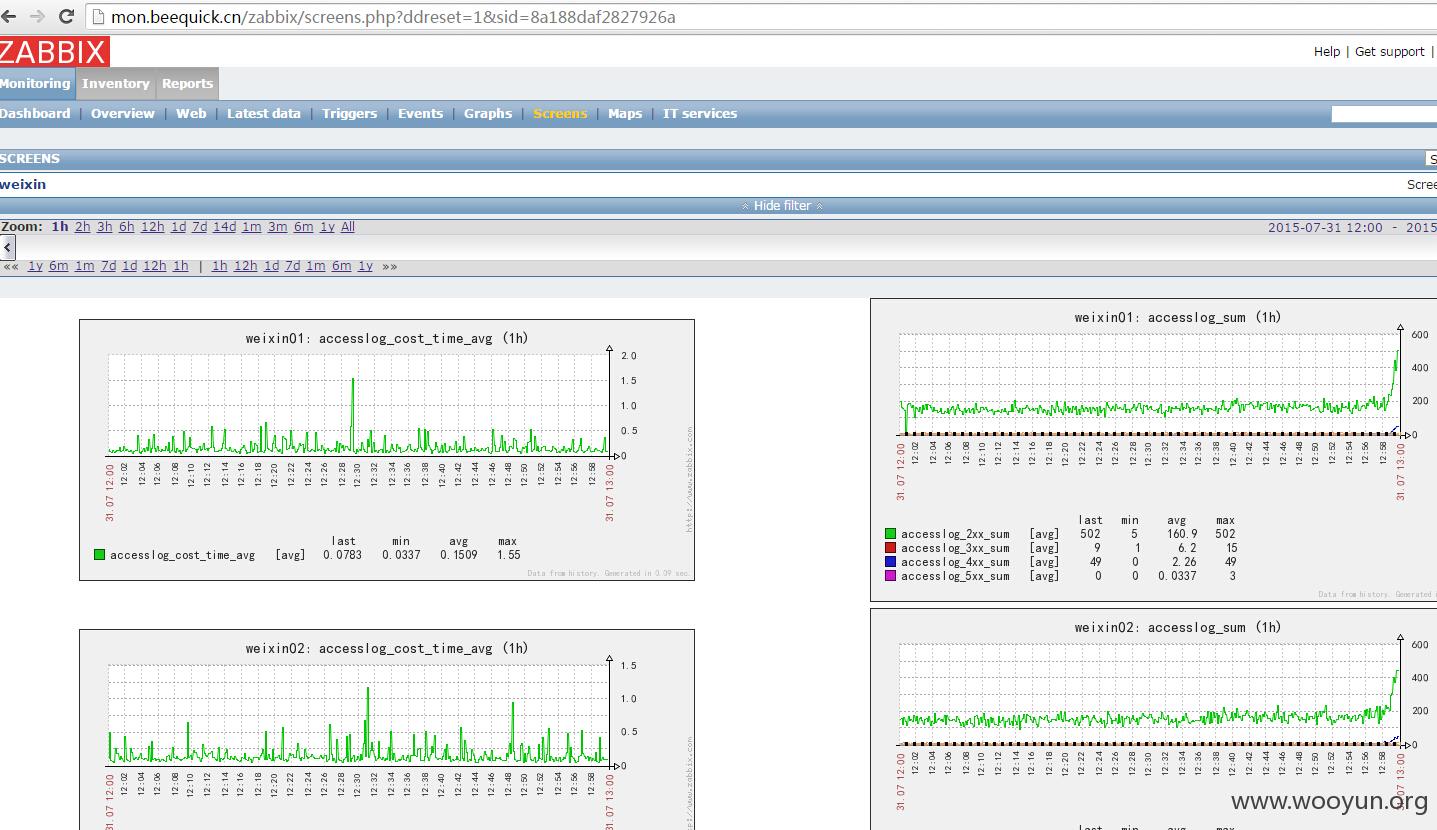 mon.beequick.cn/zabbix/screens.php?ddreset=1&sid=8a188daf2827926a
ZABBIX
Help | Get support |
Monitoring Inventory Reports
Dashboard | Overview | Web | Latest data | Triggers | Events | Graphs | Screens | Maps | IT services
SCREENS S
weixin Scree
Hide filter
Zoom: 1h 2h 3h 6h 12h 1d 7d 14d 1m 3m 6m 1y All 2015-07-31 12:00 - 2015
«« 1y 6m 1m 7d 1d 12h 1h | 1h 12h 1d 7d 1m 6m 1y »»
weixin01: accesslog_cost_time_avg (1h)
2.0
1.5
1.0
0.5
0
31.07 12:00 12:02 12:04 12:06 12:08 12:10 12:12 12:14 12:16 12:18 12:20 12:22 12:24 12:26 12:28 12:30 12:32 12:34 12:36 12:38 12:40 12:42 12:44 12:46 12:48 12:50 12:52 12:54 12:56 12:58 31.07 13:00
http://www.zabbix.com
last min avg max
accesslog_cost_time_avg [avg] 0.0783 0.0337 0.1509 1.55
Data from history. Generated in 0.09 sec.
weixin01: accesslog_sum (1h)
600
400
200
0
31.07 12:00 12:02 12:04 12:06 12:08 12:10 12:12 12:14 12:16 12:18 12:20 12:22 12:24 12:26 12:28 12:30 12:32 12:34 12:36 12:38 12:40 12:42 12:44 12:46 12:48 12:50 12:52 12:54 12:56 12:58 31.07 13:00
last min avg max
accesslog_2xx_sum [avg] 502 5 160.9 502
accesslog_3xx_sum [avg] 9 1 6.2 15
accesslog_4xx_sum [avg] 49 0 2.26 49
accesslog_5xx_sum [avg] 0 0 0.0337 3
Data from history. Generated
weixin02: accesslog_cost_time_avg (1h)
1.5
1.0
0.5
0
31.07 12:00 12:02 12:04 12:06 12:08 12:10 12:12 12:14 12:16 12:18 12:20 12:22 12:24 12:26 12:28 12:30 12:32 12:34 12:36 12:38 12:40 12:42 12:44 12:46 12:48 12:50 12:52 12:54 12:56 12:58 31.07 13:00
tp://www.zabbix.com
weixin02: accesslog_sum (1h)
600
400
200
0
31.07 12:00 12:02 12:04 12:06 12:08 12:10 12:12 12:14 12:16 12:18 12:20 12:22 12:24 12:26 12:28 12:30 12:32 12:34 12:36 12:38 12:40 12:42 12:44 12:46 12:48 12:50 12:52 12:54 12:56 12:58 31.07 13:00
last min avg max
www.wooyun.org